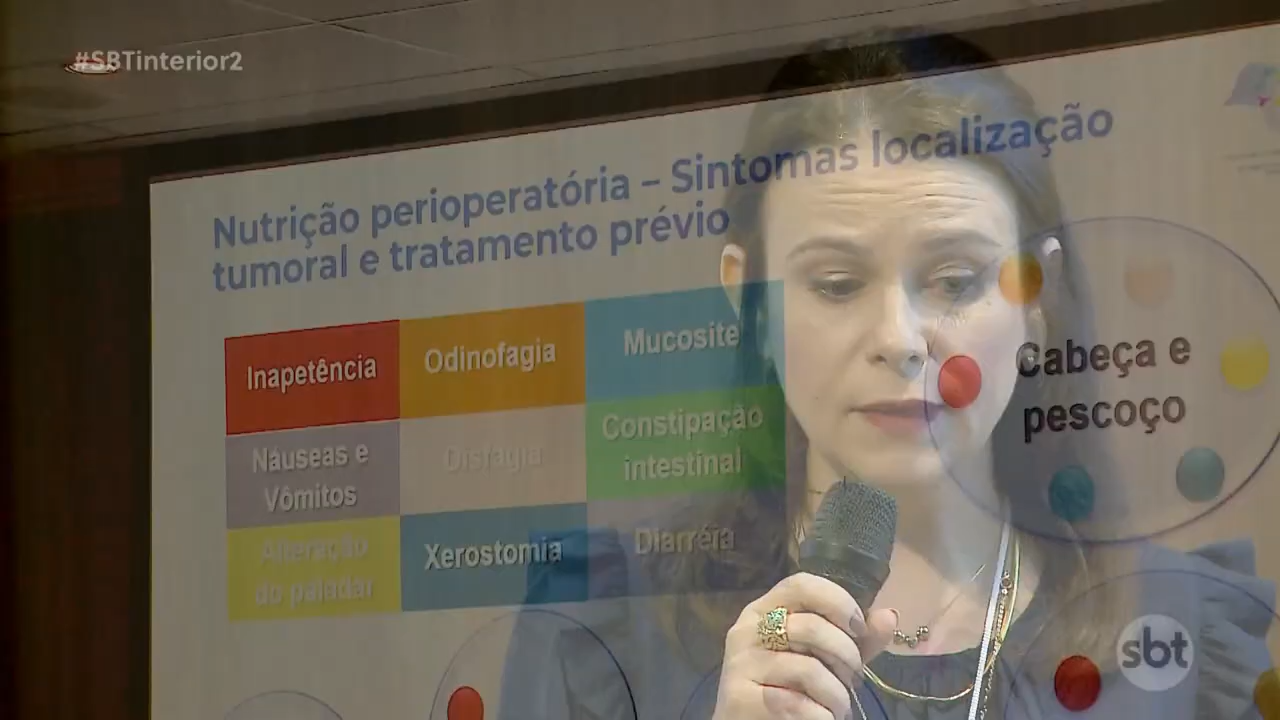 #SBTinterior2
Nutrição perioperatória – Sintomas localização
tumoral e tratamento prévio
Inapetência
Odinofagia
Mucosite
Náuseas e
Vômitos
Disfagia
Constipação
intestinal
Alteração
do paladar
Xerostomia
Diarréia
Cabeça e
pescoço
sbt